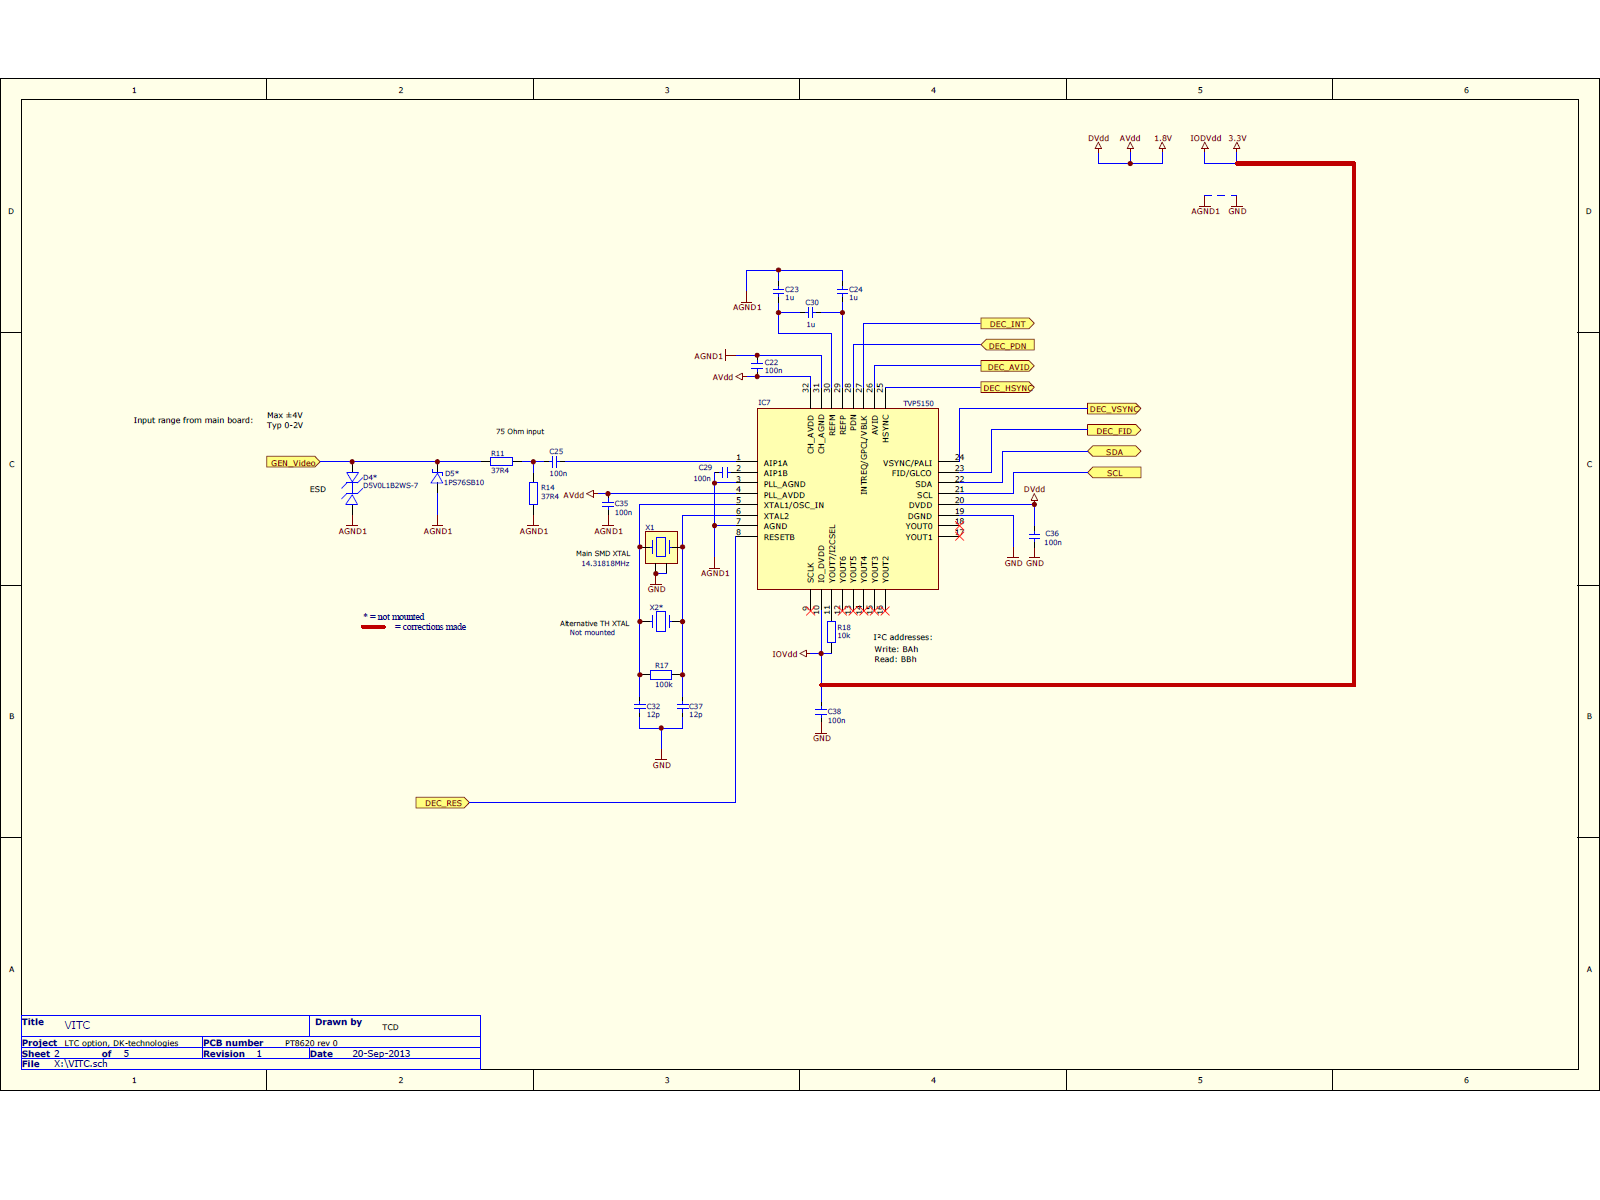 1 2 3 4 5 6
DVdd AVdd 1.8V IODVdd 3.3V
D D
AGND1 GND
C23
1u
C24
1u
C30
1u
AGND1
DEC_INT
DEC_PDN
DEC_AVID
DEC_HSYNC
AGND1
C22
100n
AVdd
32 31 30 29 28 27 26 25
IC7 TVP5150
CH_AVDD
CH_AGND
REFM
REFP
PDN
INTREQ/GPCL/VBLK
AVID
HSYNC
DEC_VSYNC
DEC_FID
SDA
SCL
Input range from main board:
Max ±4V
Typ 0-2V
75 Ohm input
C C
GEN_Video
R11
37R4
C25
100n
D4*
D5V0L1B2WS-7
ESD
D5*
1PS76SB10
R14
37R4
AGND1 AGND1 AGND1 AGND1
AVdd
C35
100n
C29
100n
1 AIP1A
2 AIP1B
3 PLL_AGND
4 PLL_AVDD
5 XTAL1/OSC_IN
6 XTAL2
7 AGND
8 RESETB
VSYNC/PALI 24
FID/GLCO 23
SDA 22
SCL 21
DVDD 20
DGND 19
YOUT0 18
YOUT1 17
DVdd
C36
100n
GND GND
X1
Main SMD XTAL
14.31818MHz
GND
AGND1
SCLK
IO_DVDD
YOUT7/I2CSEL
YOUT6
YOUT5
YOUT4
YOUT3
YOUT2
9 10 11 12 13 14 15 16
* = not mounted
= corrections made
X2*
Alternative TH XTAL
Not mounted
R18
10k
IOVdd
I²C addresses:
Write: BAh
Read: BBh
R17
100k
C32
12p
C37
12p
GND
C38
100n
GND
B B
DEC_RES
A A
Title VITC Drawn by TCD
Project LTC option, DK-technologies PCB number PT8620 rev 0
Sheet 2 of 5 Revision 1 Date 20-Sep-2013
File X:\VITC.sch
1 2 3 4 5 6